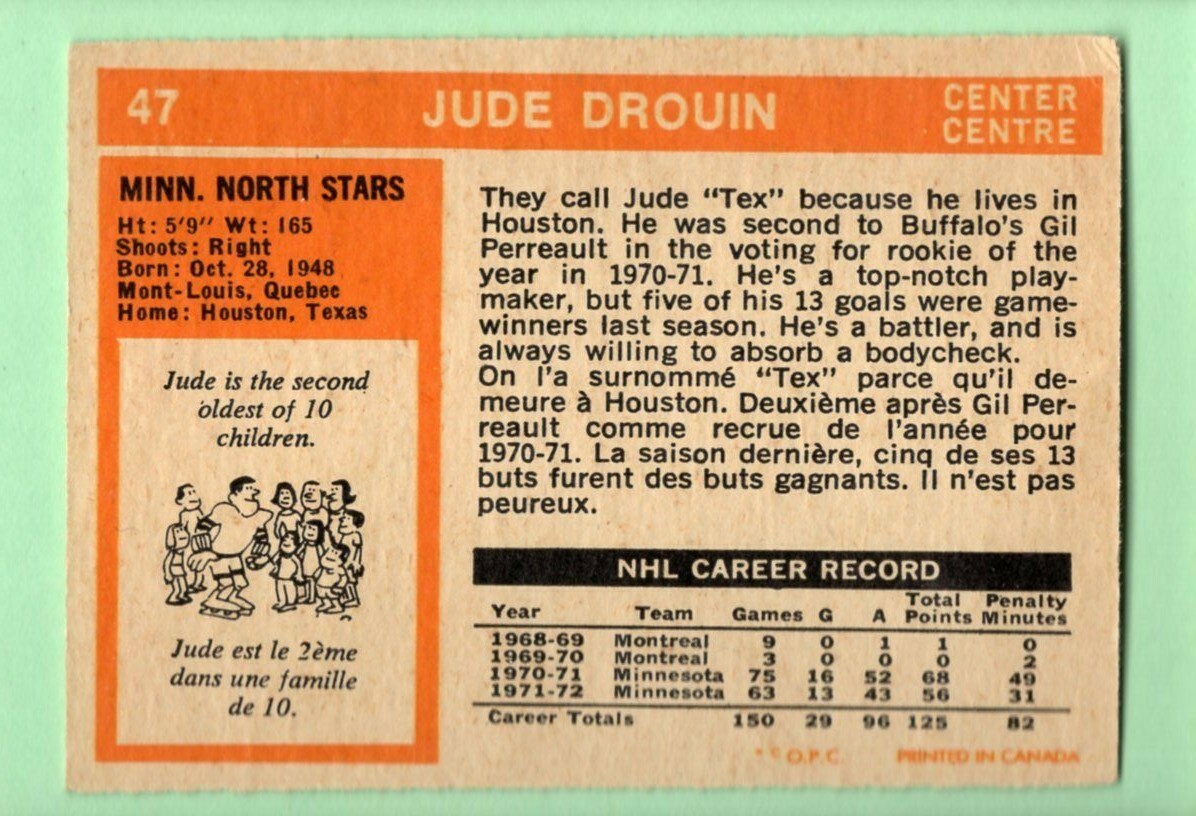 47
JUDE DROUIN
CENTER
CENTRE
MINN. NORTH STARS
Ht: 5'9" Wt: 165
Shoots: Right
Born: Oct. 28, 1948
Mont-Louis, Quebec
Home: Houston, Texas
Jude is the second
oldest of 10
children.
Jude est le 2ème
dans une famille
de 10.
They call Jude "Tex" because he lives in
Houston. He was second to Buffalo's Gil
Perreault in the voting for rookie of the
year in 1970-71. He's a top-notch play-
maker, but five of his 13 goals were game-
winners last season. He's a battler, and is
always willing to absorb a bodycheck.
On l'a surnommé "Tex" parce qu'il de-
meure à Houston. Deuxième après Gil Per-
reault comme recrue de l'année pour
1970-71. La saison dernière, cinq de ses 13
buts furent des buts gagnants. Il n'est pas
peureux.
NHL CAREER RECORD
Year Team Games G A Total Points Penalty Minutes
1968-69 Montreal 9 0 1 1 0
1969-70 Montreal 3 0 0 0 2
1970-71 Minnesota 75 16 52 68 49
1971-72 Minnesota 63 13 43 56 31
Career Totals 150 29 96 125 82
* * O.P.C. PRINTED IN CANADA